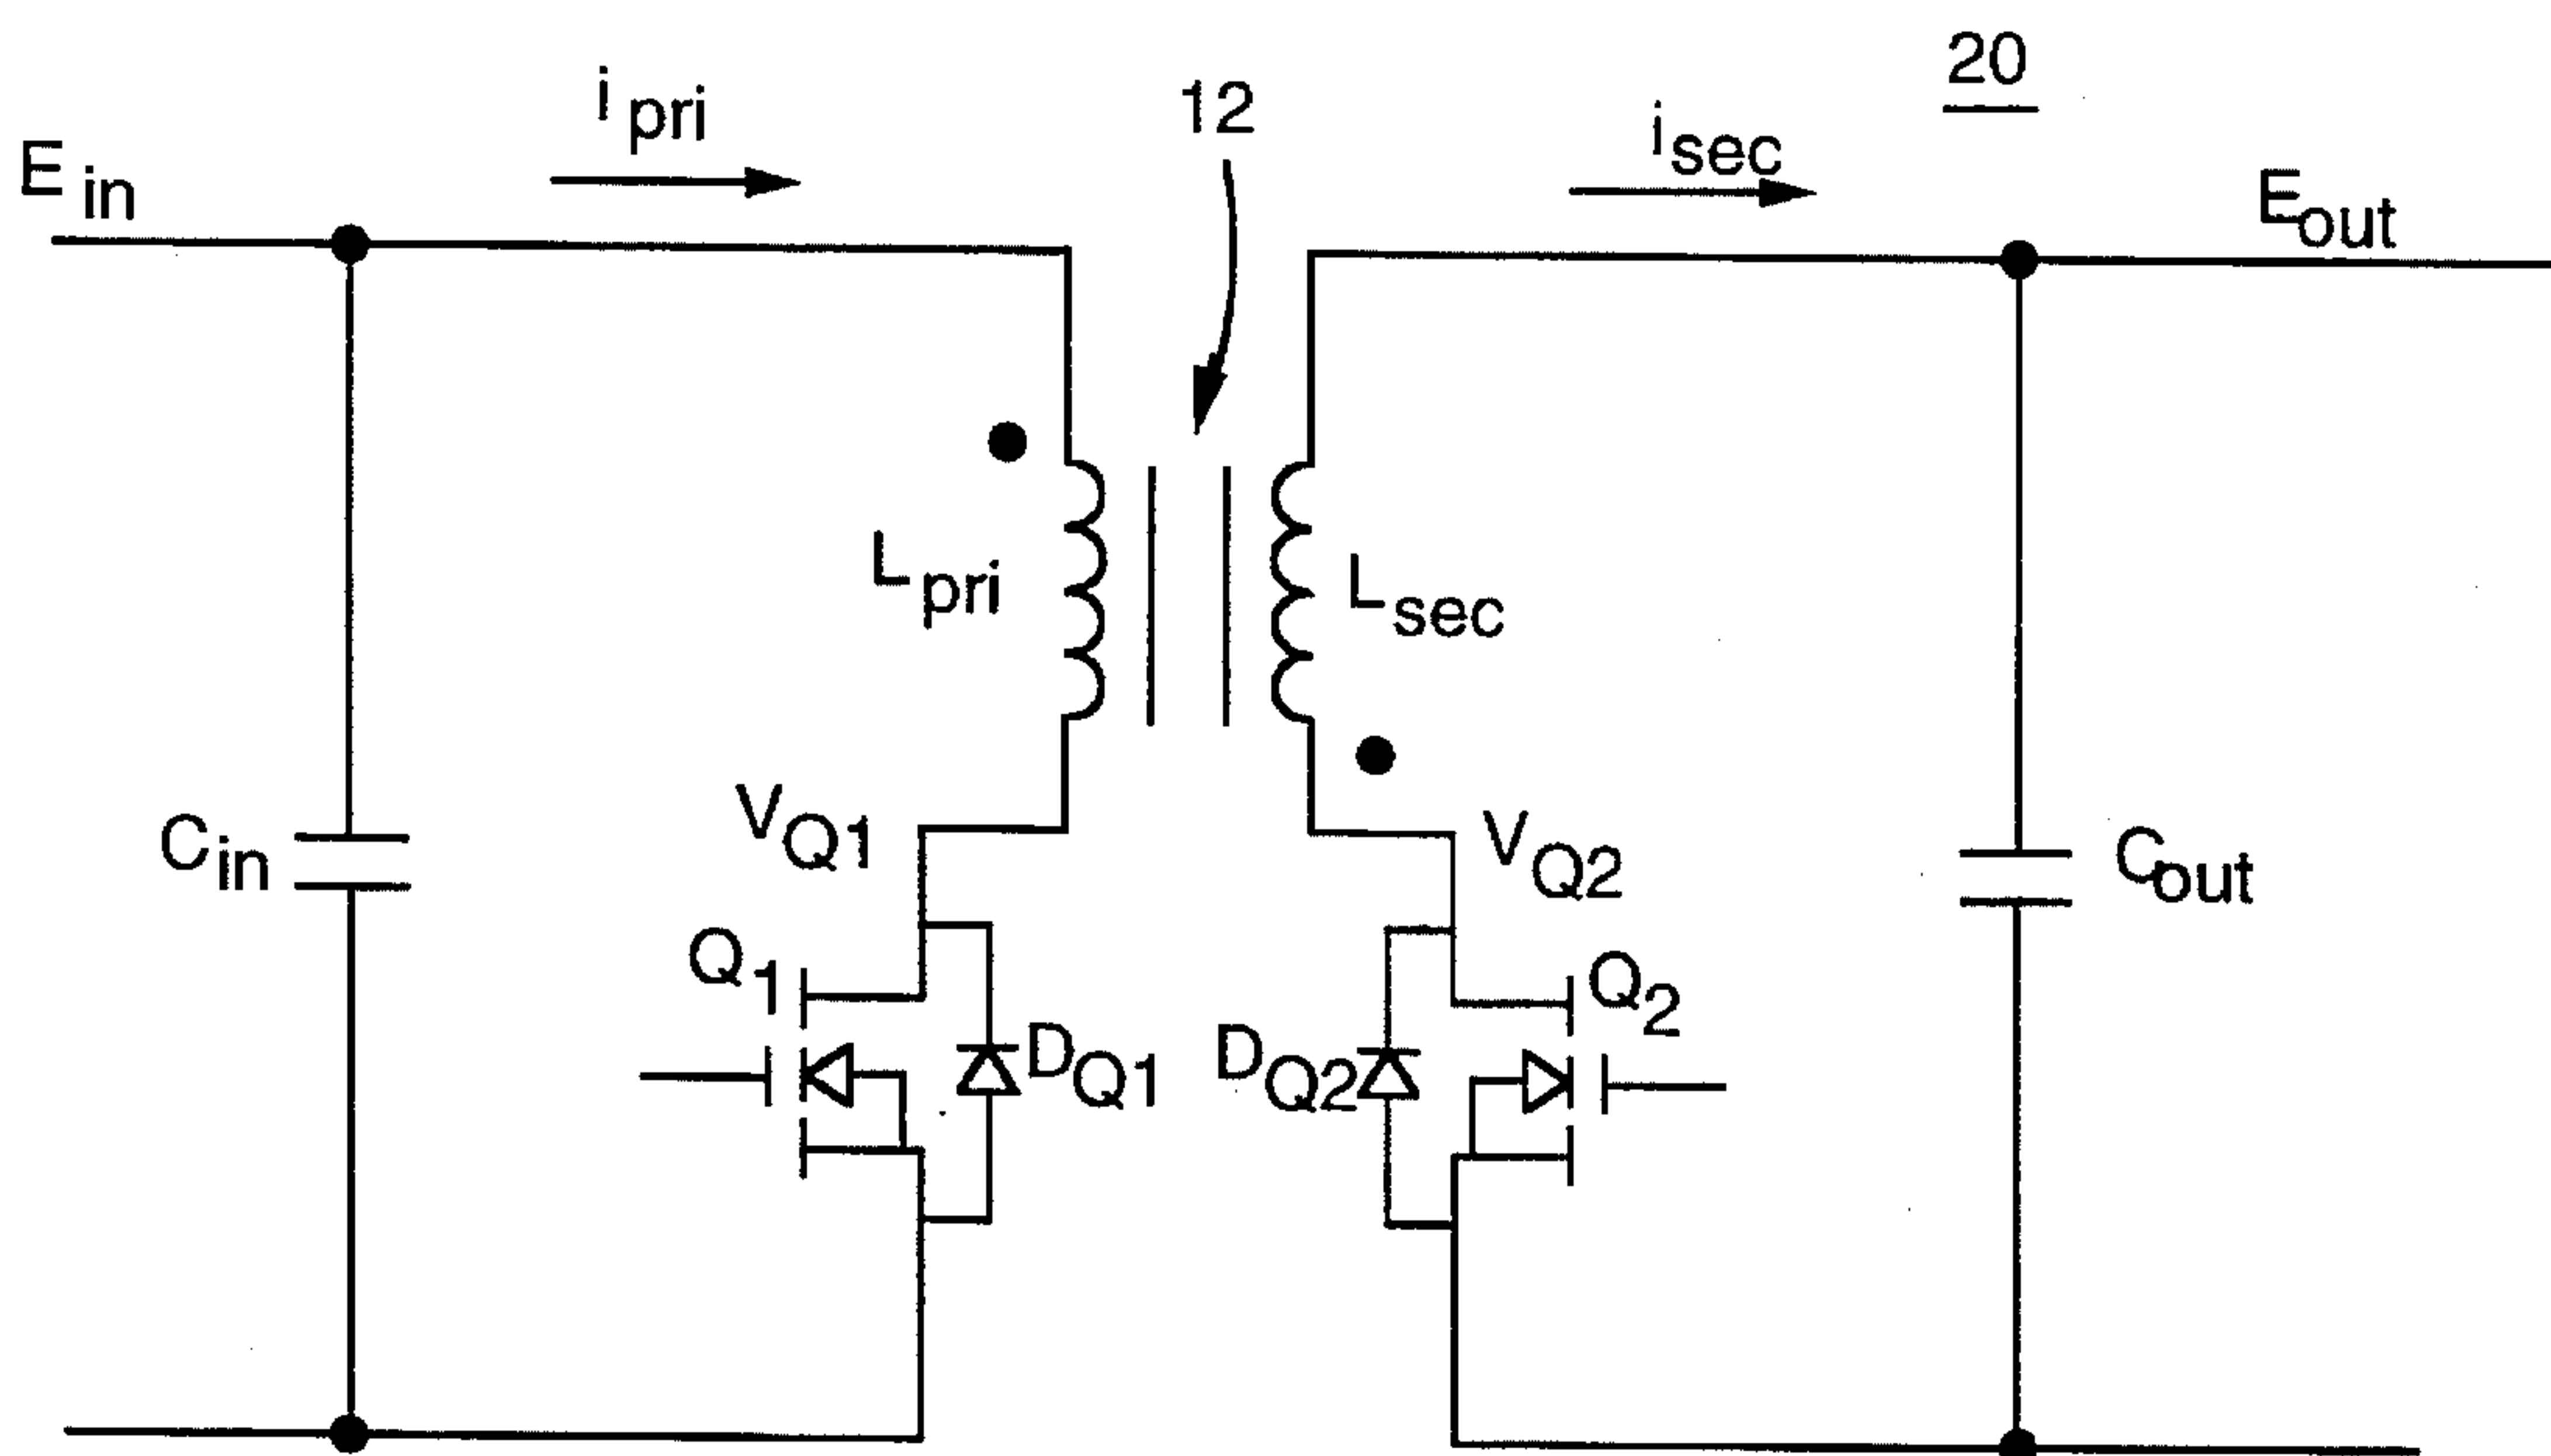 i pri
12
20
i sec
E in
E out
L pri
L sec
V Q1
V Q2
C in
C out
Q 1
Q 2
D Q1
D Q2